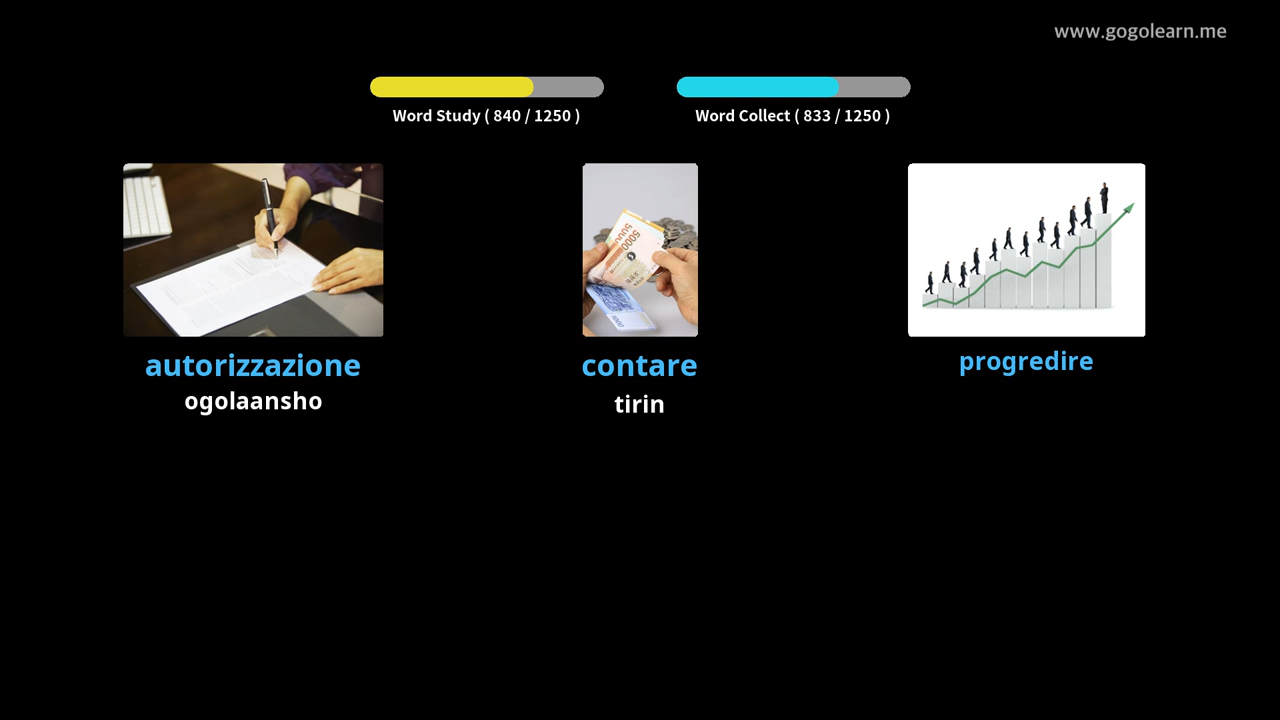 www.gogolearn.me
Word Study ( 840 / 1250 )
Word Collect ( 833 / 1250 )
autorizzazione
ogolaansho
contare
tirin
progredire